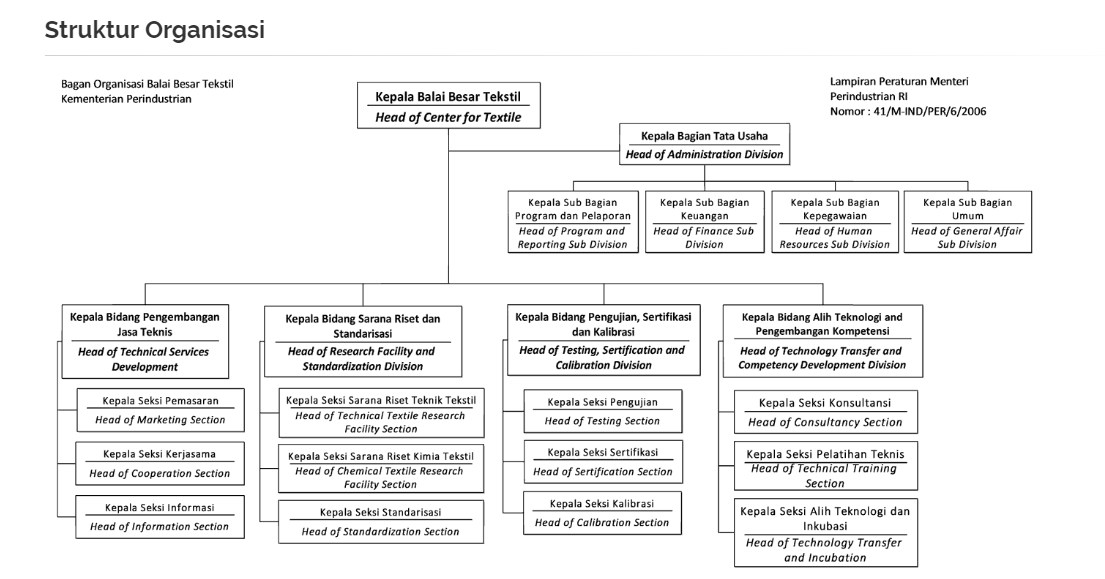 Struktur Organisasi
Bagan Organisasi Balai Besar Tekstil
Kementerian Perindustrian
Lampiran Peraturan Menteri
Perindustrian RI
Nomor : 41/M-IND/PER/6/2006
Kepala Balai Besar Tekstil
Head of Center for Textile
Kepala Bagian Tata Usaha
Head of Administration Division
Kepala Sub Bagian
Program dan Pelaporan
Head of Program and
Reporting Sub Division
Kepala Sub Bagian
Keuangan
Head of Finance Sub
Division
Kepala Sub Bagian
Kepegawaian
Head of Human
Resources Sub Division
Kepala Sub Bagian
Umum
Head of General Affair
Sub Division
Kepala Bidang Pengembangan
Jasa Teknis
Head of Technical Services
Development
Kepala Seksi Pemasaran
Head of Marketing Section
Kepala Seksi Kerjasama
Head of Cooperation Section
Kepala Seksi Informasi
Head of Information Section
Kepala Bidang Sarana Riset dan
Standarisasi
Head of Research Facility and
Standardization Division
Kepala Seksi Sarana Riset Teknik Tekstil
Head of Technical Textile Research
Facility Section
Kepala Seksi Sarana Riset Kimia Tekstil
Head of Chemical Textile Research
Facility Section
Kepala Seksi Standarisasi
Head of Standardization Section
Kepala Bidang Pengujian, Sertifikasi
dan Kalibrasi
Head of Testing, Sertification and
Calibration Division
Kepala Seksi Pengujian
Head of Testing Section
Kepala Seksi Sertifikasi
Head of Sertification Section
Kepala Seksi Kalibrasi
Head of Calibration Section
Kepala Bidang Alih Teknologi and
Pengembangan Kompetensi
Head of Technology Transfer and
Competency Development Division
Kepala Seksi Konsultansi
Head of Consultancy Section
Kepala Seksi Pelatihan Teknis
Head of Technical Training
Section
Kepala Seksi Alih Teknologi dan
Inkubasi
Head of Technology Transfer
and Incubation